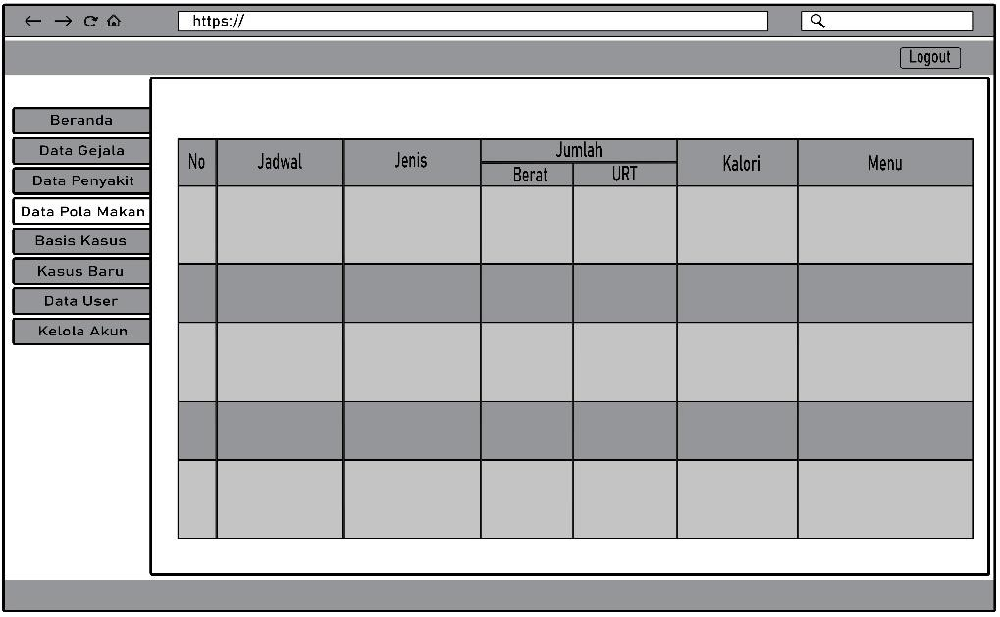 https://
Logout
Beranda
Data Gejala
Data Penyakit
Data Pola Makan
Basis Kasus
Kasus Baru
Data User
Kelola Akun
No Jadwal Jenis Jumlah Kalori Menu
Berat URT